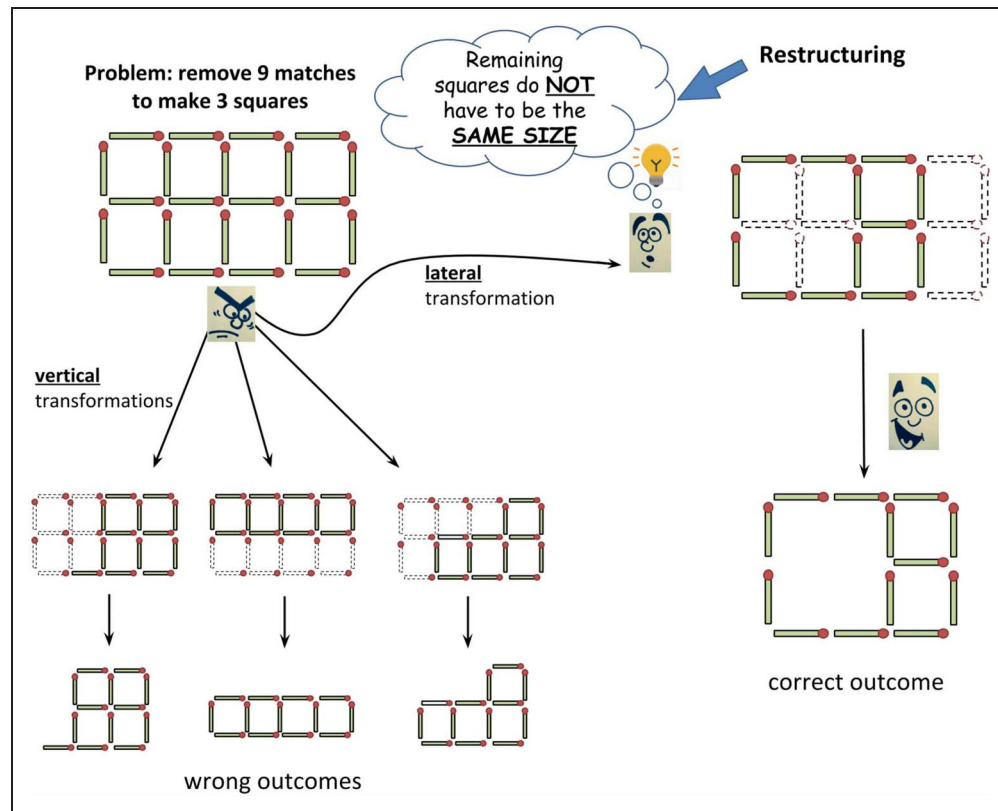 Problem: remove 9 matches
to make 3 squares
Remaining
squares do NOT
have to be the
SAME SIZE
Restructuring
lateral
transformation
vertical
transformations
correct outcome
wrong outcomes